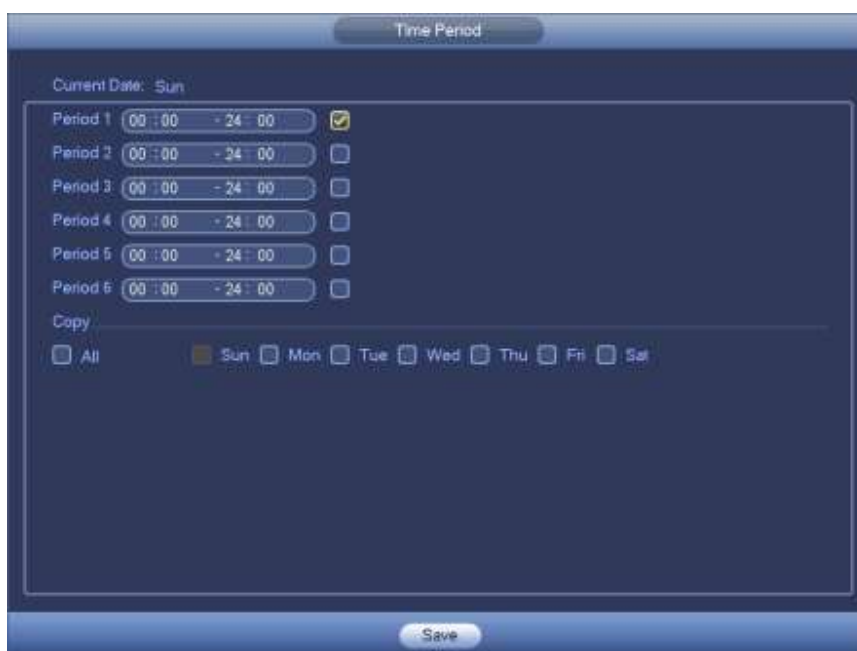 Time Period
Current Date: Sun
Period 1 00 : 00 - 24 : 00
Period 2 00 : 00 - 24 : 00
Period 3 00 : 00 - 24 : 00
Period 4 00 : 00 - 24 : 00
Period 5 00 : 00 - 24 : 00
Period 6 00 : 00 - 24 : 00
Copy
All Sun Mon Tue Wed Thu Fri Sat
Save